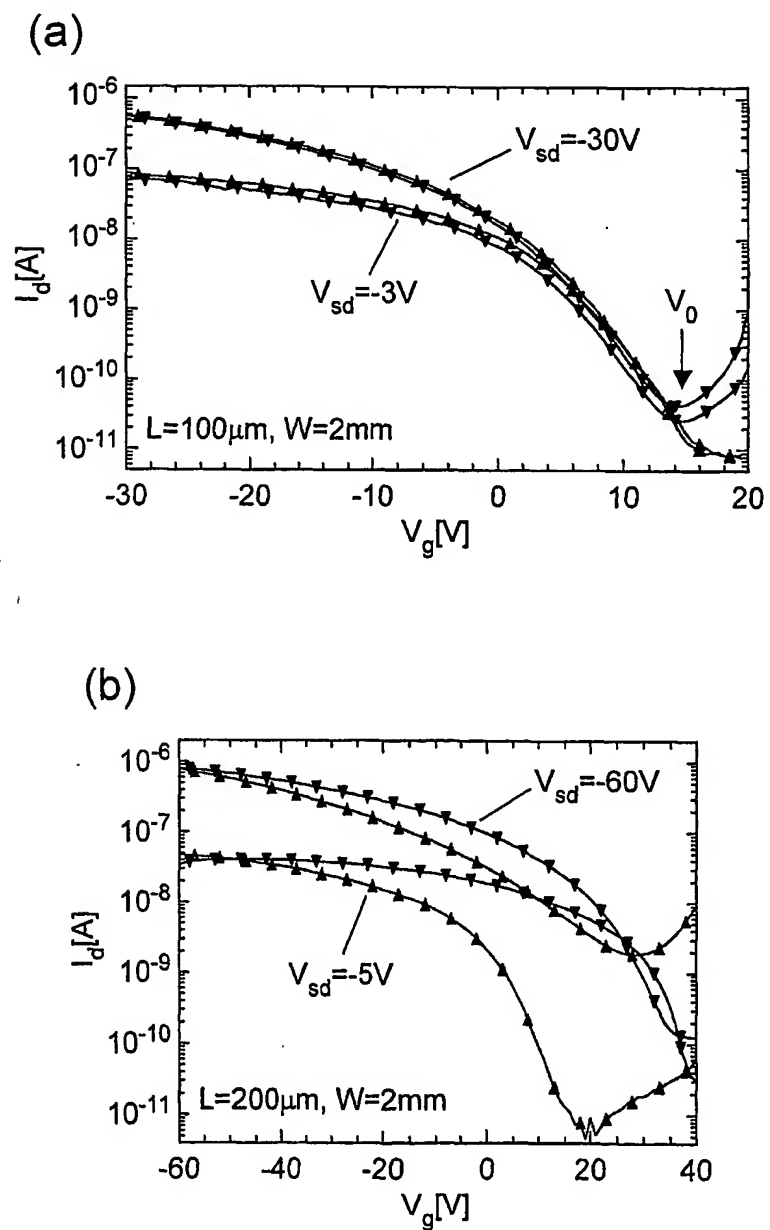 (a)
I_d[A]
10^-6
10^-7
10^-8
10^-9
10^-10
10^-11
V_sd=-30V
V_sd=-3V
V_0
L=100μm, W=2mm
-30 -20 -10 0 10 20
V_g[V]
(b)
I_d[A]
10^-6
10^-7
10^-8
10^-9
10^-10
10^-11
V_sd=-60V
V_sd=-5V
L=200μm, W=2mm
-60 -40 -20 0 20 40
V_g[V]